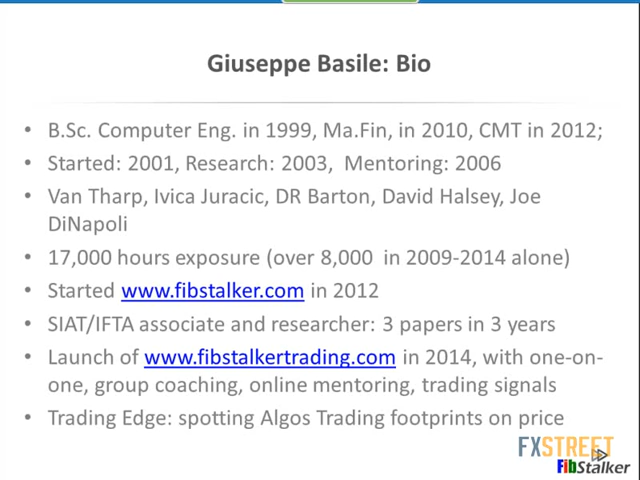 Giuseppe Basile: Bio
• B.Sc. Computer Eng. in 1999, Ma.Fin, in 2010, CMT in 2012;
• Started: 2001, Research: 2003, Mentoring: 2006
• Van Tharp, Ivica Juracic, DR Barton, David Halsey, Joe
DiNapoli
• 17,000 hours exposure (over 8,000 in 2009-2014 alone)
• Started www.fibstalker.com in 2012
• SIAT/IFTA associate and researcher: 3 papers in 3 years
• Launch of www.fibstalkertrading.com in 2014, with one-on-
one, group coaching, online mentoring, trading signals
• Trading Edge: spotting Algos Trading footprints on price
FXSTREET
FibStalker